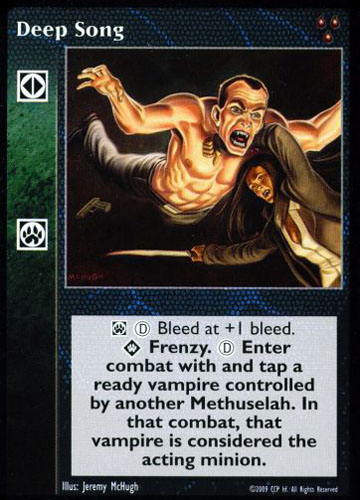 Deep Song
McHUGH
Ⓓ Bleed at +1 bleed.
Frenzy. Ⓓ Enter
combat with and tap a
ready vampire controlled
by another Methuselah. In
that combat, that
vampire is considered the
acting minion.
Illus: Jeremy McHugh
©2009 CCP hf. All Rights Reserved